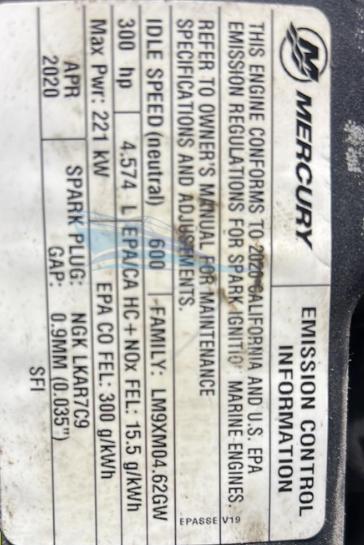 MERCURY
EMISSION CONTROL
INFORMATION
THIS ENGINE CONFORMS TO 2020 CALIFORNIA AND U.S. EPA
EMISSION REGULATIONS FOR SPARK IGNITIO MARINE ENGINES.
REFER TO OWNER'S MANUAL FOR MAINTENANCE
SPECIFICATIONS AND ADJUSTMENTS.
EPASSE V19
IDLE SPEED (neutral) 600 FAMILY: LM9XM04.62GW
300 hp 4.574 L EPA/CA HC + NOx FEL: 15.5 g/kWh
Max Pwr: 221 kW EPA CO FEL: 300 g/kWh
APR
2020
SPARK PLUG: NGK LKAR7C9
GAP: 0.9MM (0.035")
SFI